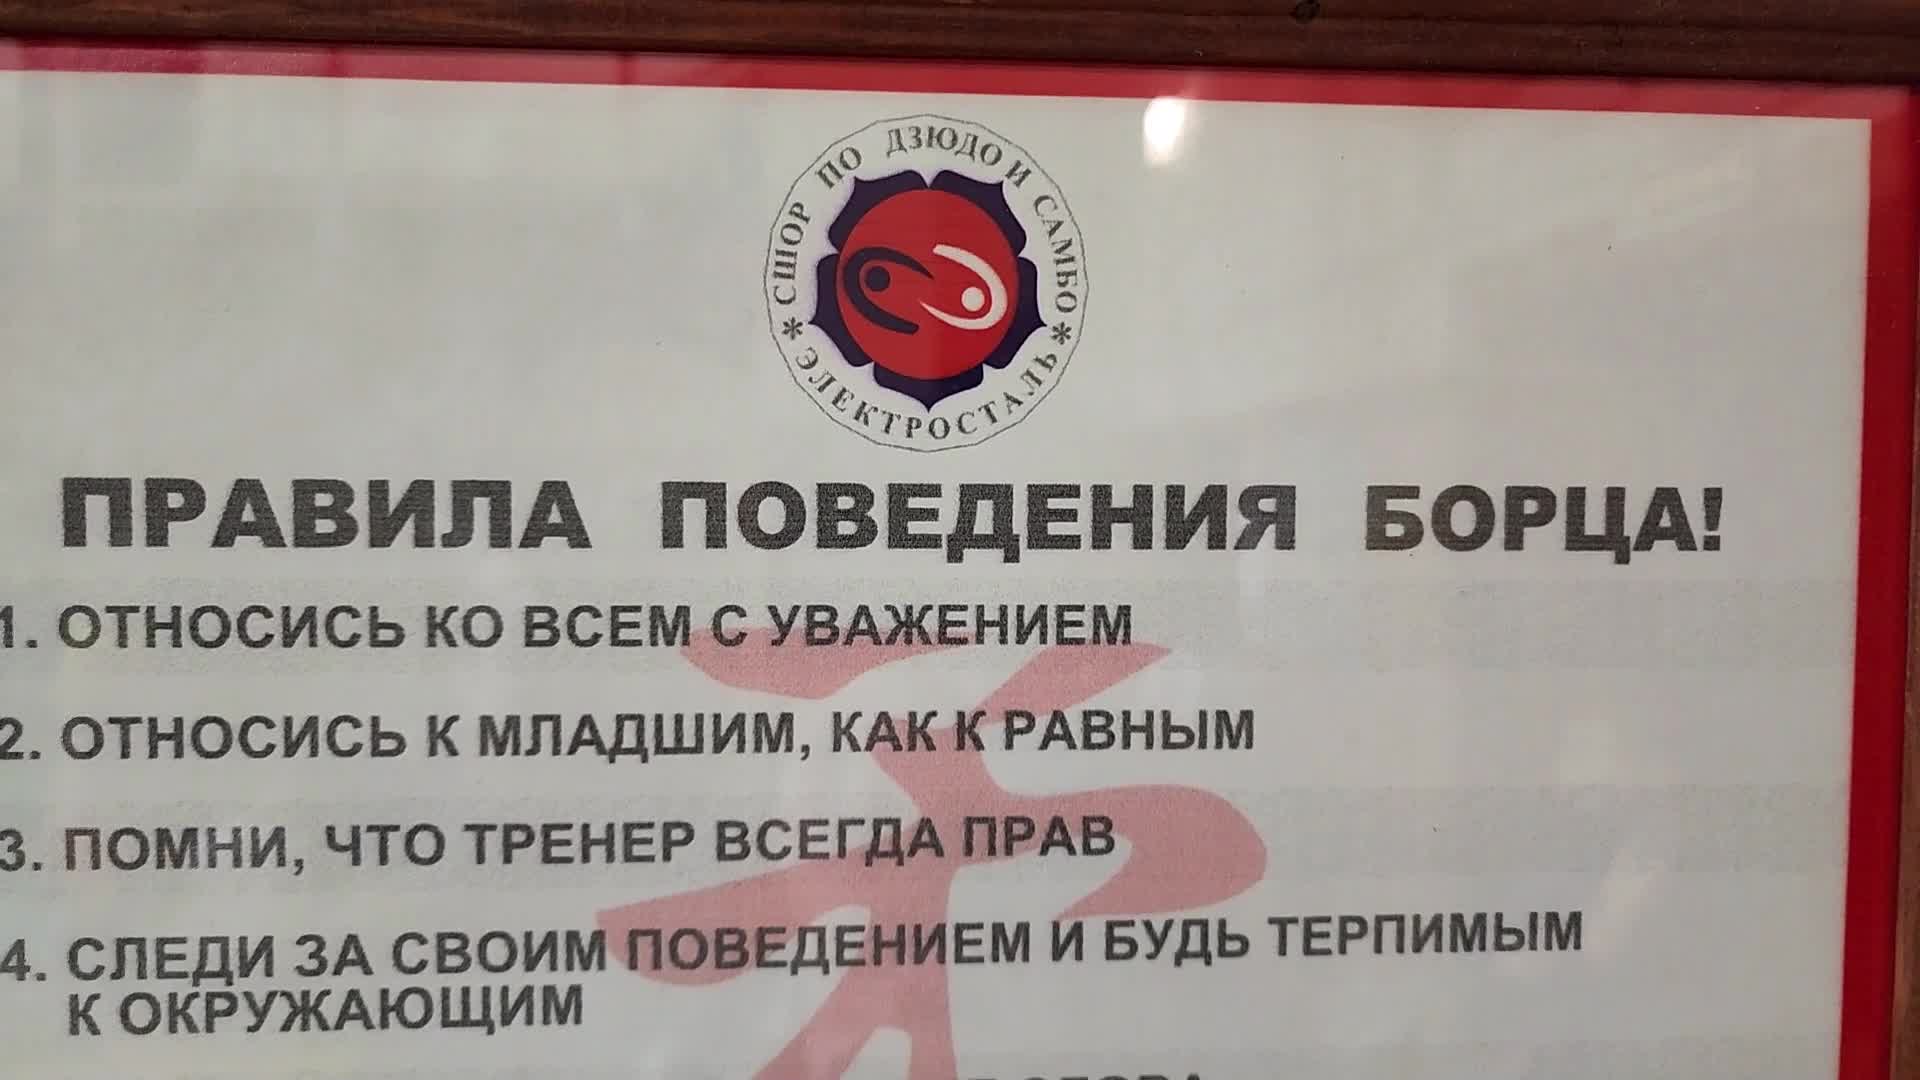 СШОР ПО ДЗЮДО И САМБО
* ЭЛЕКТРОСТАЛЬ *
ПРАВИЛА ПОВЕДЕНИЯ БОРЦА!
1. ОТНОСИСЬ КО ВСЕМ С УВАЖЕНИЕМ
2. ОТНОСИСЬ К МЛАДШИМ, КАК К РАВНЫМ
3. ПОМНИ, ЧТО ТРЕНЕР ВСЕГДА ПРАВ
4. СЛЕДИ ЗА СВОИМ ПОВЕДЕНИЕМ И БУДЬ ТЕРПИМЫМ
К ОКРУЖАЮЩИМ